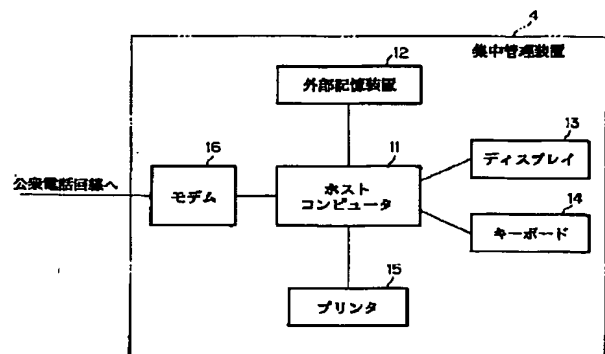 4
集中管理装置
12
外部記憶装置
13
ディスプレイ
16
モデム
11
ホスト
コンピュータ
公衆電話回線へ
14
キーボード
15
プリンタ